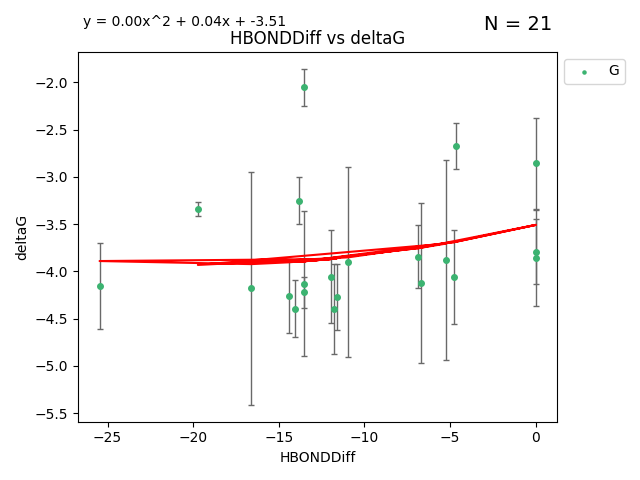 y = 0.00x^2 + 0.04x + -3.51
N = 21
HBONDDiff vs deltaG
G
−2.0
−2.5
−3.0
−3.5
−4.0
−4.5
−5.0
−5.5
deltaG
−25
−20
−15
−10
−5
0
HBONDDiff